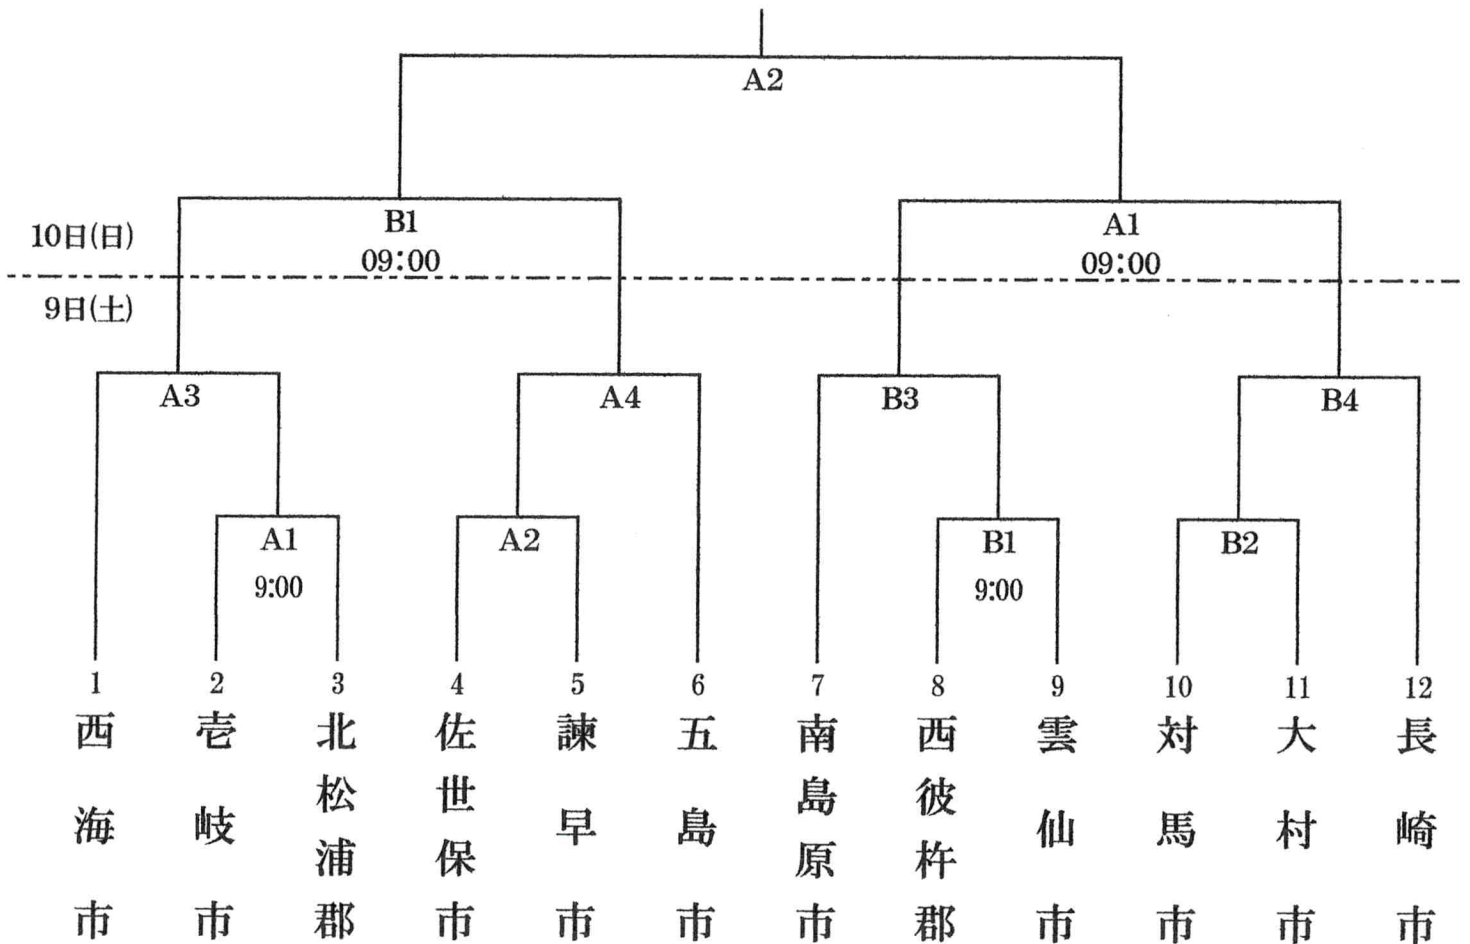 A2
B1
09:00
A1
09:00
10日(日)
9日(土)
A3
A4
B3
B4
A1
9:00
A2
B1
9:00
B2
1
2
3
4
5
6
7
8
9
10
11
12
西海市
壱岐市
北松浦郡
佐世保市
諫早市
五島市
南島原市
西彼杵郡
雲仙市
対馬市
大村市
長崎市